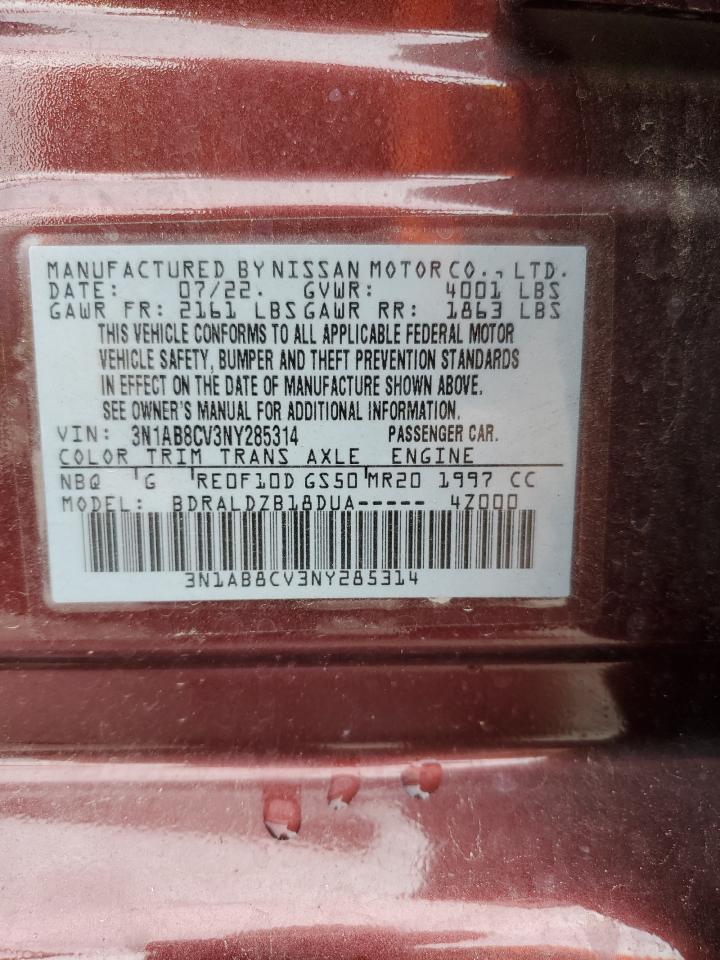 MANUFACTURED BY NISSAN MOTOR CO., LTD.
DATE: 07/22. GVWR: 4001 LBS
GAWR FR: 2161 LBS GAWR RR: 1863 LBS
THIS VEHICLE CONFORMS TO ALL APPLICABLE FEDERAL MOTOR
VEHICLE SAFETY, BUMPER AND THEFT PREVENTION STANDARDS
IN EFFECT ON THE DATE OF MANUFACTURE SHOWN ABOVE.
SEE OWNER'S MANUAL FOR ADDITIONAL INFORMATION.
VIN: 3N1AB8CV3NY285314 PASSENGER CAR.
COLOR TRIM TRANS AXLE ENGINE
NBQ G RE0F10D GS50 MR20 1997 CC
MODEL: BDRALDZB18DUA----- 4Z000
3N1AB8CV3NY285314